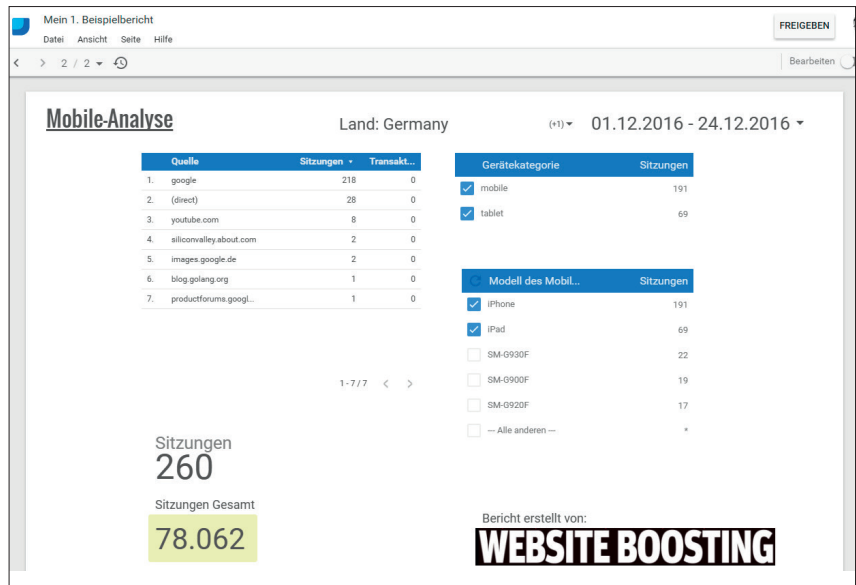 Mein 1. Beispielbericht
Datei Ansicht Seite Hilfe
FREIGEBEN
2 / 2
Bearbeiten
Mobile-Analyse
Land: Germany
(+1)
01.12.2016 - 24.12.2016
Quelle Sitzungen Transakt...
1. google 218 0
2. (direct) 28 0
3. youtube.com 8 0
4. siliconvalley.about.com 2 0
5. images.google.de 2 0
6. blog.golang.org 1 0
7. productforums.googl... 1 0
1 - 7 / 7 < >
Gerätekategorie Sitzungen
mobile 191
tablet 69
Modell des Mobil... Sitzungen
iPhone 191
iPad 69
SM-G930F 22
SM-G900F 19
SM-G920F 17
--- Alle anderen --- *
Sitzungen
260
Sitzungen Gesamt
78.062
Bericht erstellt von:
WEBSITE BOOSTING